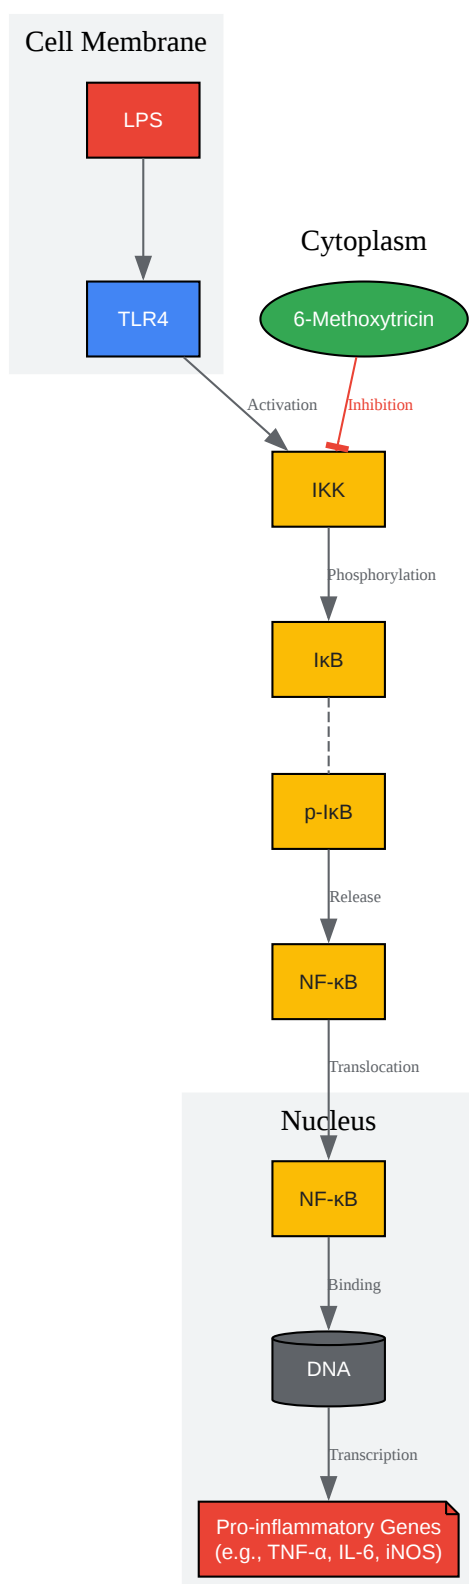 Cell Membrane
LPS
TLR4
Cytoplasm
6-Methoxytricin
Activation
Inhibition
IKK
Phosphorylation
IκB
p-IκB
Release
NF-κB
Translocation
Nucleus
NF-κB
Binding
DNA
Transcription
Pro-inflammatory Genes
(e.g., TNF-α, IL-6, iNOS)